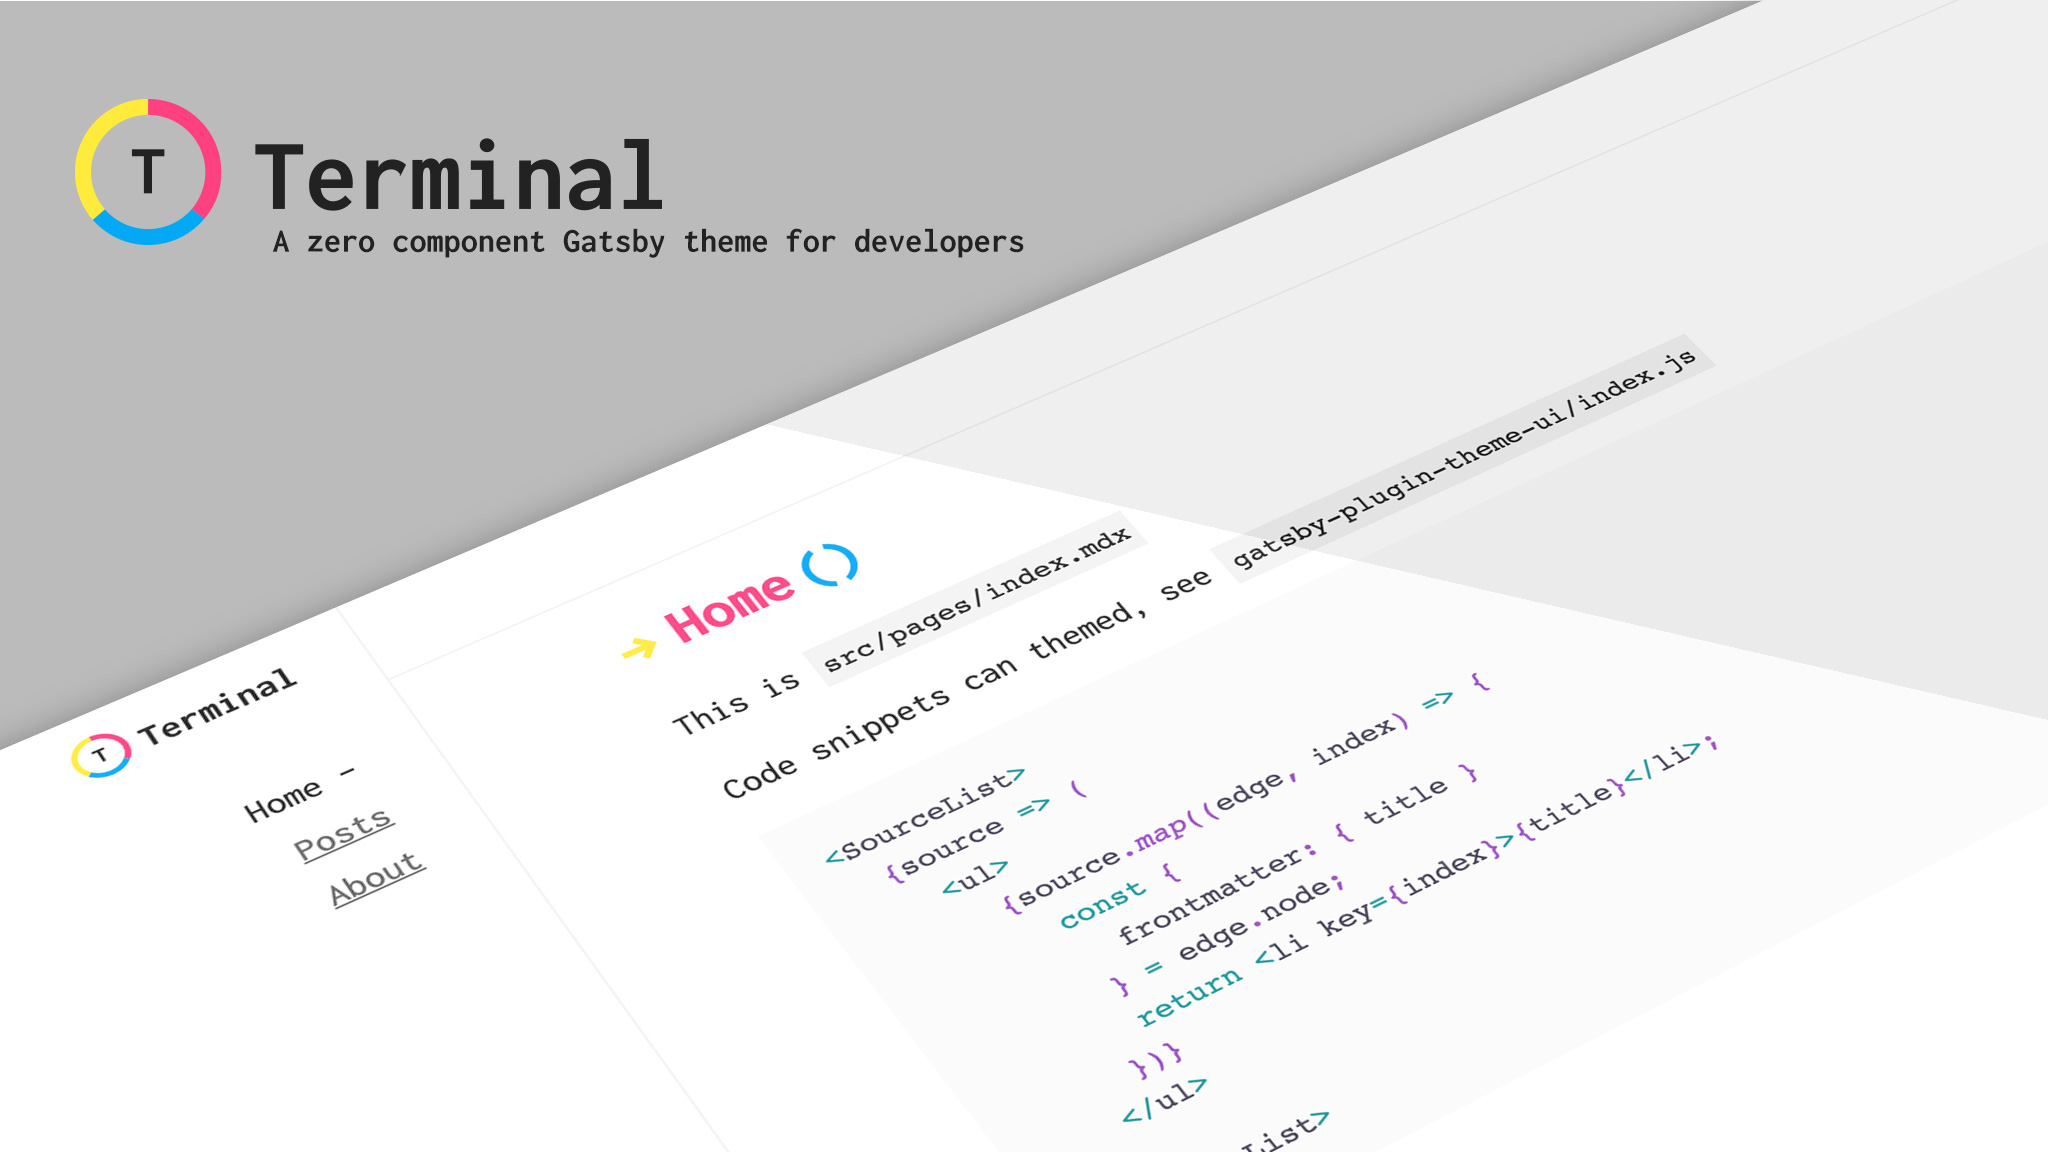 T
Terminal
A zero component Gatsby theme for developers
T Terminal
Home –
Posts
About
→ Home
This is src/pages/index.mdx
Code snippets can themed, see gatsby-plugin-theme-ui/index.js
<SourceList>
{source => (
<ul>
{source.map((edge, index) => {
const {
frontmatter: { title }
} = edge.node;
return <li key={index}>{title}</li>;
})}
</ul>
List>